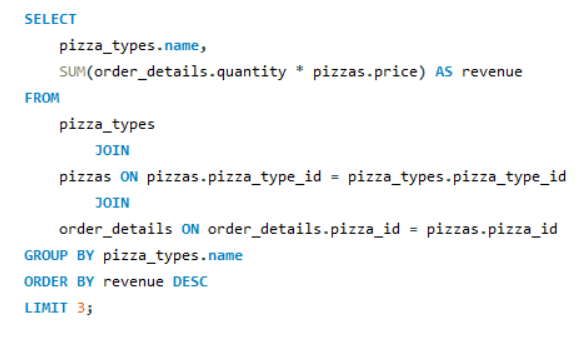 SELECT
pizza_types.name,
SUM(order_details.quantity * pizzas.price) AS revenue
FROM
pizza_types
JOIN
pizzas ON pizzas.pizza_type_id = pizza_types.pizza_type_id
JOIN
order_details ON order_details.pizza_id = pizzas.pizza_id
GROUP BY pizza_types.name
ORDER BY revenue DESC
LIMIT 3;